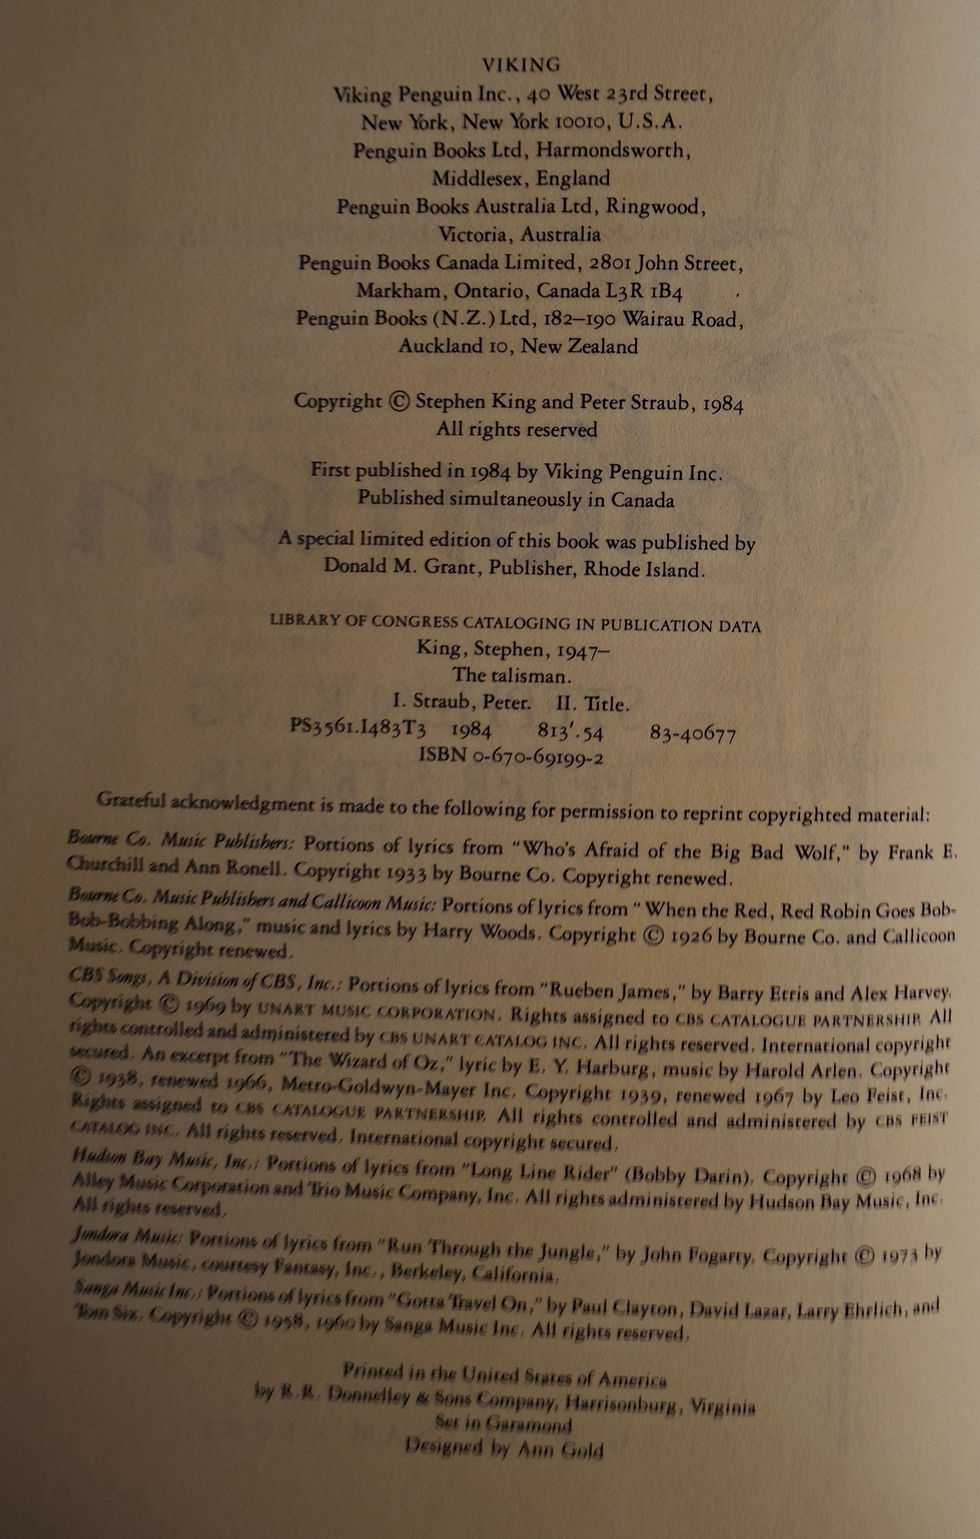 VIKING
Viking Penguin Inc., 40 West 23rd Street,
New York, New York 10010, U.S.A.
Penguin Books Ltd, Harmondsworth,
Middlesex, England
Penguin Books Australia Ltd, Ringwood,
Victoria, Australia
Penguin Books Canada Limited, 2801 John Street,
Markham, Ontario, Canada L3R 1B4
Penguin Books (N.Z.) Ltd, 182–190 Wairau Road,
Auckland 10, New Zealand
Copyright © Stephen King and Peter Straub, 1984
All rights reserved
First published in 1984 by Viking Penguin Inc.
Published simultaneously in Canada
A special limited edition of this book was published by
Donald M. Grant, Publisher, Rhode Island.
LIBRARY OF CONGRESS CATALOGING IN PUBLICATION DATA
King, Stephen, 1947–
The talisman.
I. Straub, Peter. II. Title.
PS3561.I483T3 1984 813'.54 83-40677
ISBN 0-670-69199-2
Grateful acknowledgment is made to the following for permission to reprint copyrighted material:
Bourne Co. Music Publishers: Portions of lyrics from "Who's Afraid of the Big Bad Wolf," by Frank E.
Churchill and Ann Ronell. Copyright 1933 by Bourne Co. Copyright renewed.
Bourne Co. Music Publishers and Callicoon Music: Portions of lyrics from " When the Red, Red Robin Goes Bob-
Bob-Bobbing Along," music and lyrics by Harry Woods. Copyright © 1926 by Bourne Co. and Callicoon
Music. Copyright renewed.
CBS Songs, A Division of CBS, Inc.: Portions of lyrics from "Rueben James," by Barry Etris and Alex Harvey.
Copyright © 1969 by UNART MUSIC CORPORATION. Rights assigned to CBS CATALOGUE PARTNERSHIP. All
rights controlled and administered by CBS UNART CATALOG INC. All rights reserved. International copyright
secured. An excerpt from "The Wizard of Oz," lyric by E. Y. Harburg, music by Harold Arlen. Copyright
© 1938, renewed 1966, Metro-Goldwyn-Mayer Inc. Copyright 1939, renewed 1967 by Leo Feist, Inc.
Rights assigned to CBS CATALOGUE PARTNERSHIP. All rights controlled and administered by CBS FEIST
CATALOG INC. All rights reserved. International copyright secured.
Hudson Bay Music, Inc.: Portions of lyrics from "Long Line Rider" (Bobby Darin). Copyright © 1968 by
Alley Music Corporation and Trio Music Company, Inc. All rights administered by Hudson Bay Music, Inc.
All rights reserved.
Jondora Music: Portions of lyrics from "Run Through the Jungle," by John Fogarty. Copyright © 1973 by
Jondora Music, courtesy Fantasy, Inc., Berkeley, California.
Sanga Music Inc.: Portions of lyrics from "Gotta Travel On," by Paul Clayton, David Lazar, Larry Ehrlich, and
Tom Six. Copyright © 1958, 1960 by Sanga Music Inc. All rights reserved.
Printed in the United States of America
by R.R. Donnelley & Sons Company, Harrisonburg, Virginia
Set in Garamond
Designed by Ann Gold